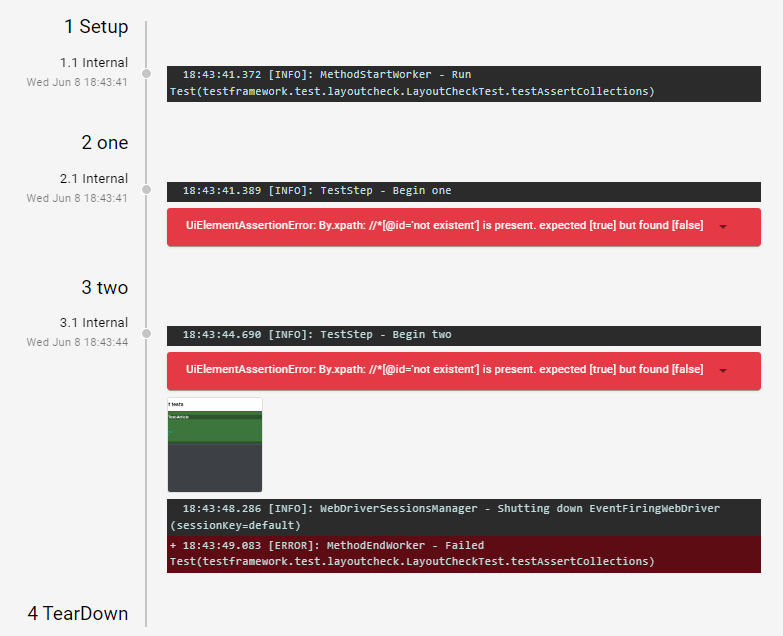 1 Setup
1.1 Internal
Wed Jun 8 18:43:41
18:43:41.372 [INFO]: MethodStartWorker - Run
Test(testframework.test.layoutcheck.LayoutCheckTest.testAssertCollections)
2 one
2.1 Internal
Wed Jun 8 18:43:41
18:43:41.389 [INFO]: TestStep - Begin one
UiElementAssertionError: By.xpath: //*[@id='not existent'] is present. expected [true] but found [false]
3 two
3.1 Internal
Wed Jun 8 18:43:44
18:43:44.690 [INFO]: TestStep - Begin two
UiElementAssertionError: By.xpath: //*[@id='not existent'] is present. expected [true] but found [false]
t tests
18:43:48.286 [INFO]: WebDriverSessionsManager - Shutting down EventFiringWebDriver
(sessionKey=default)
+ 18:43:49.083 [ERROR]: MethodEndWorker - Failed
Test(testframework.test.layoutcheck.LayoutCheckTest.testAssertCollections)
4 TearDown